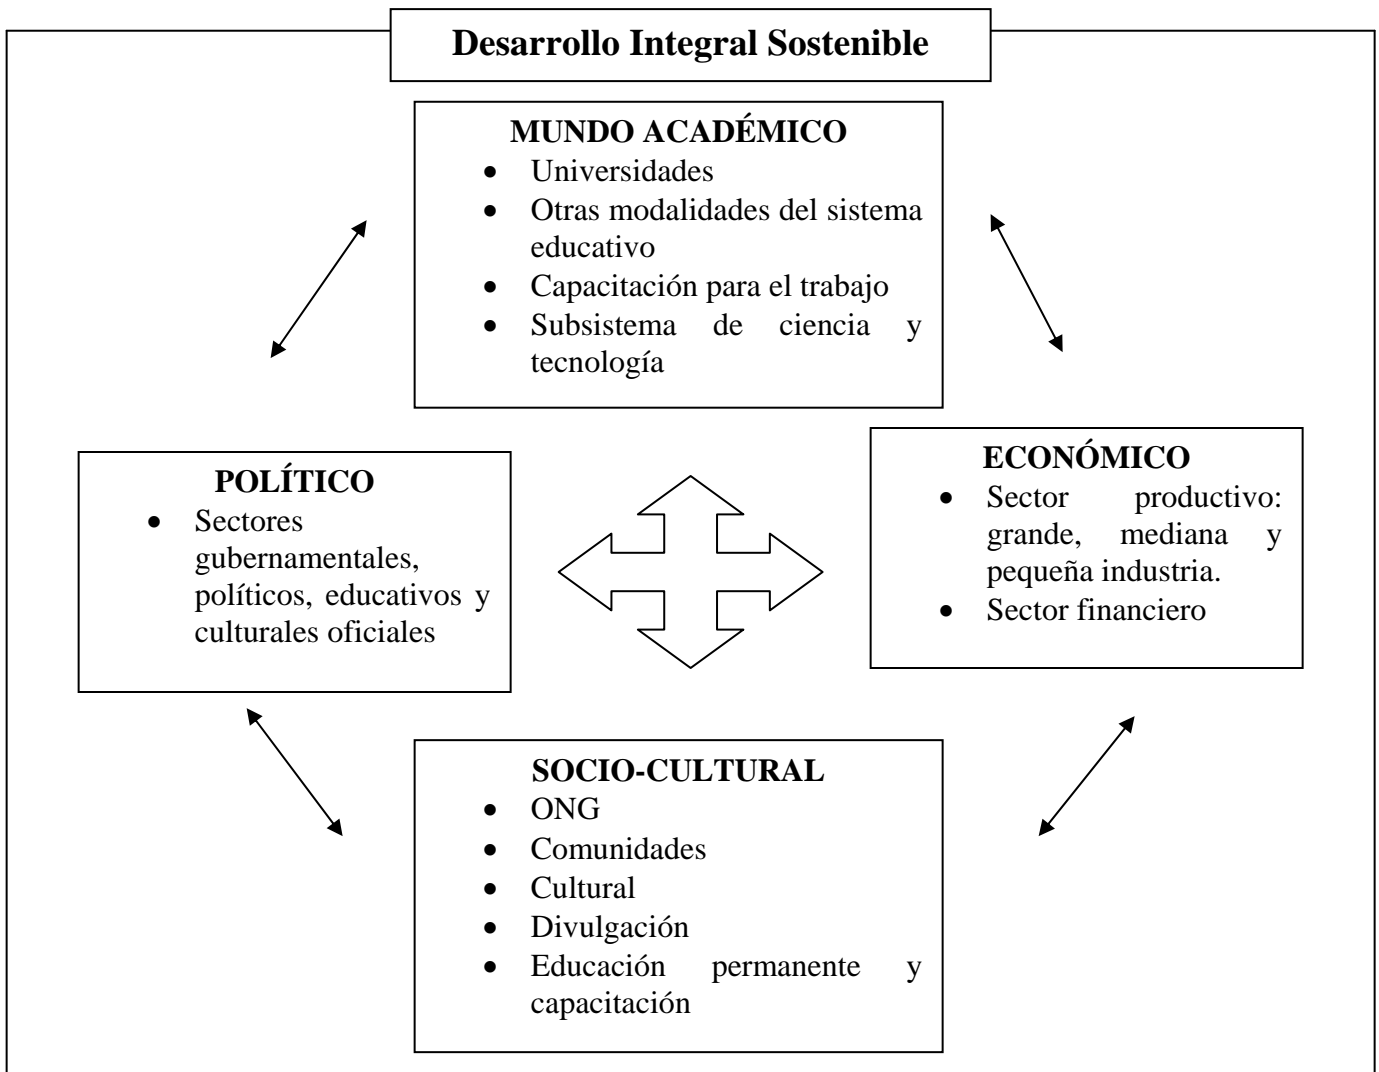 Desarrollo Integral Sostenible
MUNDO ACADÉMICO
• Universidades
• Otras modalidades del sistema
educativo
• Capacitación para el trabajo
• Subsistema de ciencia y
tecnología
POLÍTICO
• Sectores
gubernamentales,
políticos, educativos y
culturales oficiales
ECONÓMICO
• Sector productivo:
grande, mediana y
pequeña industria.
• Sector financiero
SOCIO-CULTURAL
• ONG
• Comunidades
• Cultural
• Divulgación
• Educación permanente y
capacitación